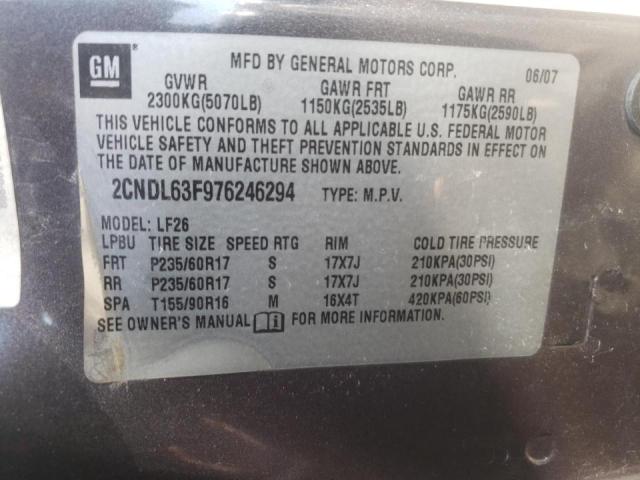 GM
MFD BY GENERAL MOTORS CORP. 06/07
GVWR GAWR FRT GAWR RR
2300KG(5070LB) 1150KG(2535LB) 1175KG(2590LB)
THIS VEHICLE CONFORMS TO ALL APPLICABLE U.S. FEDERAL MOTOR
VEHICLE SAFETY AND THEFT PREVENTION STANDARDS IN EFFECT ON
THE DATE OF MANUFACTURE SHOWN ABOVE.
2CNDL63F976246294 TYPE: M.P.V.
MODEL: LF26
LPBU TIRE SIZE SPEED RTG RIM COLD TIRE PRESSURE
FRT P235/60R17 S 17X7J 210KPA(30PSI)
RR P235/60R17 S 17X7J 210KPA(30PSI)
SPA T155/90R16 M 16X4T 420KPA(60PSI)
SEE OWNER'S MANUAL FOR MORE INFORMATION.